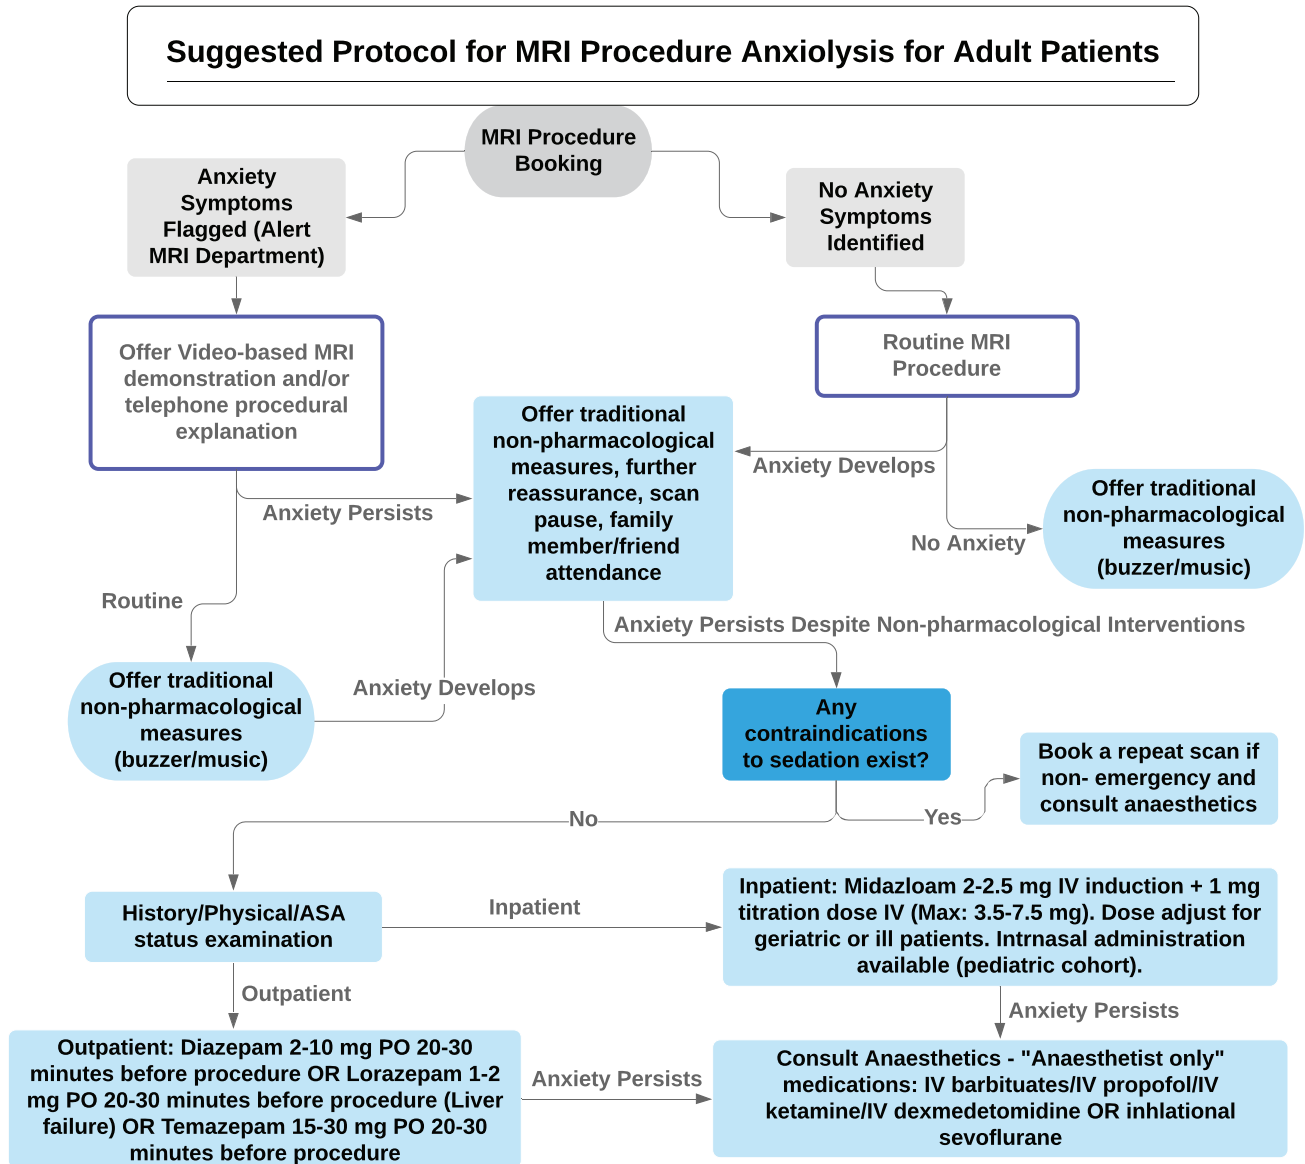 Suggested Protocol for MRI Procedure Anxiolysis for Adult Patients
MRI Procedure
Booking
Anxiety
Symptoms
Flagged (Alert
MRI Department)
No Anxiety
Symptoms
Identified
Offer Video-based MRI
demonstration and/or
telephone procedural
explanation
Routine MRI
Procedure
Offer traditional
non-pharmacological
measures, further
reassurance, scan
pause, family
member/friend
attendance
Anxiety Develops
Anxiety Persists
No Anxiety
Offer traditional
non-pharmacological
measures
(buzzer/music)
Routine
Anxiety Persists Despite Non-pharmacological Interventions
Offer traditional
non-pharmacological
measures
(buzzer/music)
Anxiety Develops
Any
contraindications
to sedation exist?
Book a repeat scan if
non- emergency and
consult anaesthetics
No
Yes
History/Physical/ASA
status examination
Inpatient
Inpatient: Midazloam 2-2.5 mg IV induction + 1 mg
titration dose IV (Max: 3.5-7.5 mg). Dose adjust for
geriatric or ill patients. Intrnasal administration
available (pediatric cohort).
Outpatient
Anxiety Persists
Outpatient: Diazepam 2-10 mg PO 20-30
minutes before procedure OR Lorazepam 1-2
mg PO 20-30 minutes before procedure (Liver
failure) OR Temazepam 15-30 mg PO 20-30
minutes before procedure
Anxiety Persists
Consult Anaesthetics - "Anaesthetist only"
medications: IV barbituates/IV propofol/IV
ketamine/IV dexmedetomidine OR inhlational
sevoflurane